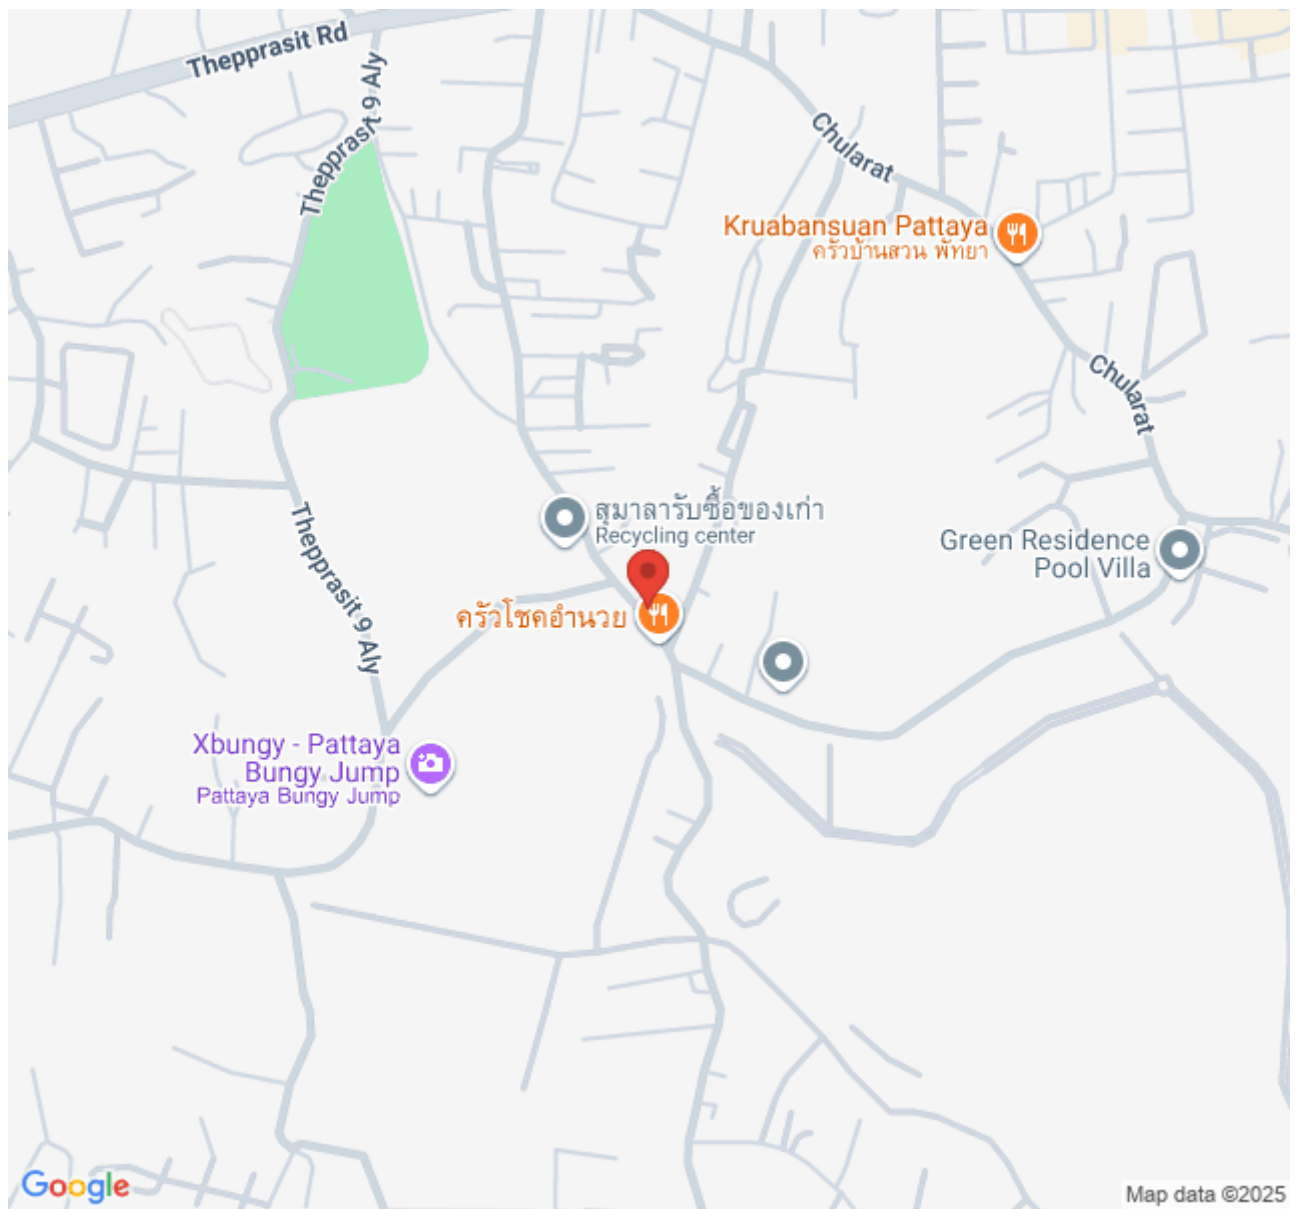 Thepprasit Rd
Thepprasit 9 Aly
Chularat
Kruabansuan Pattaya
ครัวบ้านสวน พัทยา
Chularat
สุมาลารับซื้อของเก่า
Recycling center
Green Residence
Pool Villa
Thepprasit 9 Aly
ครัวโชคอำนวย
Xbungy - Pattaya
Bungy Jump
Pattaya Bungy Jump
Google
Map data ©2025